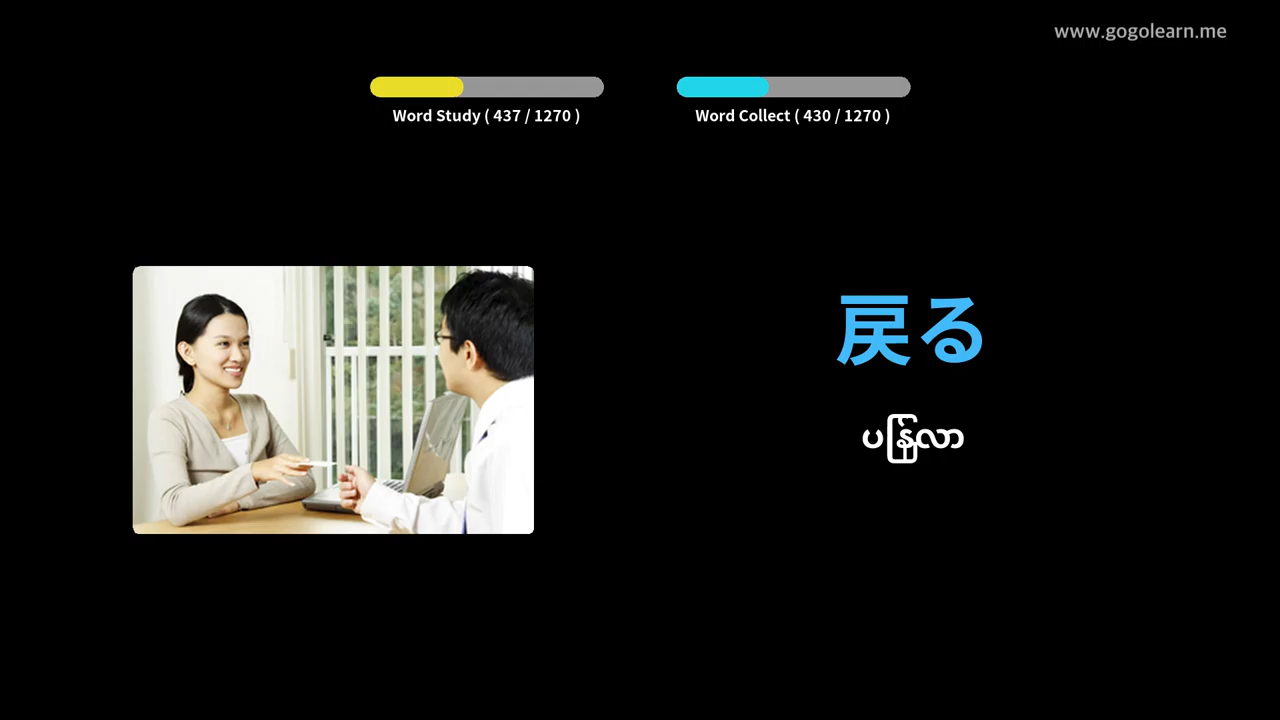 www.gogolearn.me
Word Study ( 437 / 1270 )
Word Collect ( 430 / 1270 )
戻る
ပြန်လာ